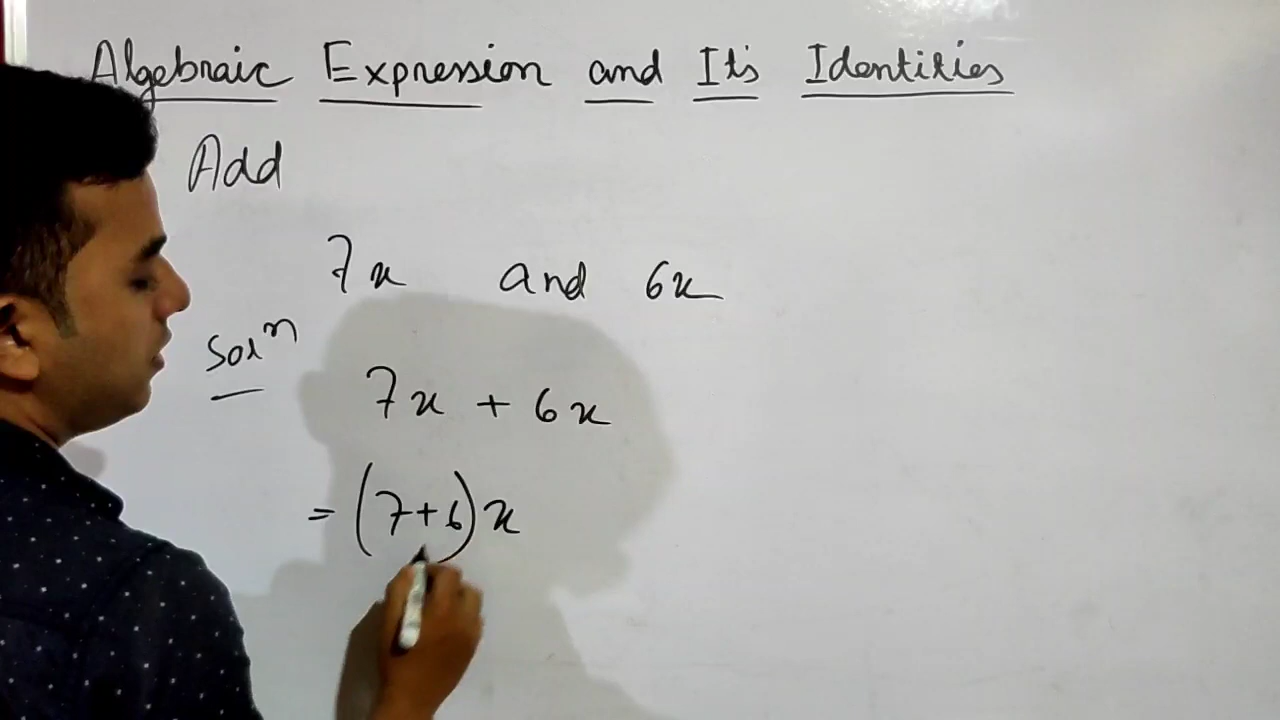 Algebraic Expression and Its Identities
Add
7x and 6x
Solⁿ
7x + 6x
= (7+6)x